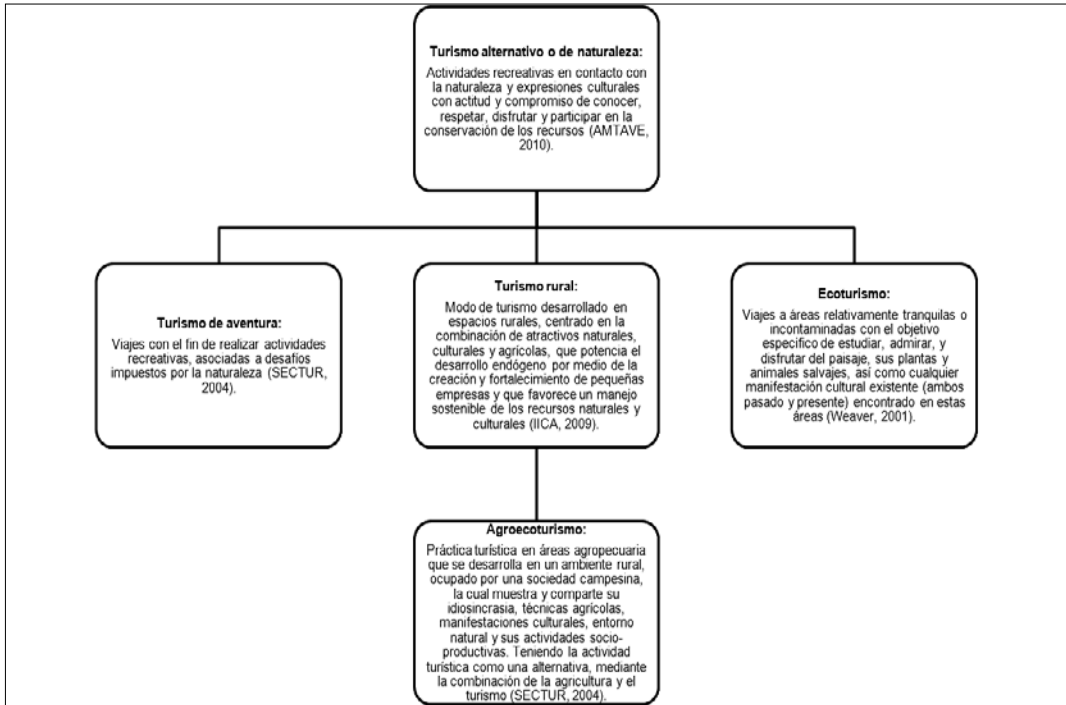 Turismo alternativo o de naturaleza:
Actividades recreativas en contacto con
la naturaleza y expresiones culturales
con actitud y compromiso de conocer,
respetar, disfrutar y participar en la
conservación de los recursos (AMTAVE,
2010).
Turismo de aventura:
Viajes con el fin de realizar actividades
recreativas, asociadas a desafíos
impuestos por la naturaleza (SECTUR,
2004).
Turismo rural:
Modo de turismo desarrollado en
espacios rurales, centrado en la
combinación de atractivos naturales,
culturales y agrícolas, que potencia el
desarrollo endógeno por medio de la
creación y fortalecimiento de pequeñas
empresas y que favorece un manejo
sostenible de los recursos naturales y
culturales (IICA, 2009).
Ecoturismo:
Viajes a áreas relativamente tranquilas o
incontaminadas con el objetivo
específico de estudiar, admirar, y
disfrutar del paisaje, sus plantas y
animales salvajes, así como cualquier
manifestación cultural existente (ambos
pasado y presente) encontrado en estas
áreas (Weaver, 2001).
Agroecoturismo:
Práctica turística en áreas agropecuaria
que se desarrolla en un ambiente rural,
ocupado por una sociedad campesina,
la cual muestra y comparte su
idiosincrasia, técnicas agrícolas,
manifestaciones culturales, entorno
natural y sus actividades socio-
productivas. Teniendo la actividad
turística como una alternativa, mediante
la combinación de la agricultura y el
turismo (SECTUR, 2004).